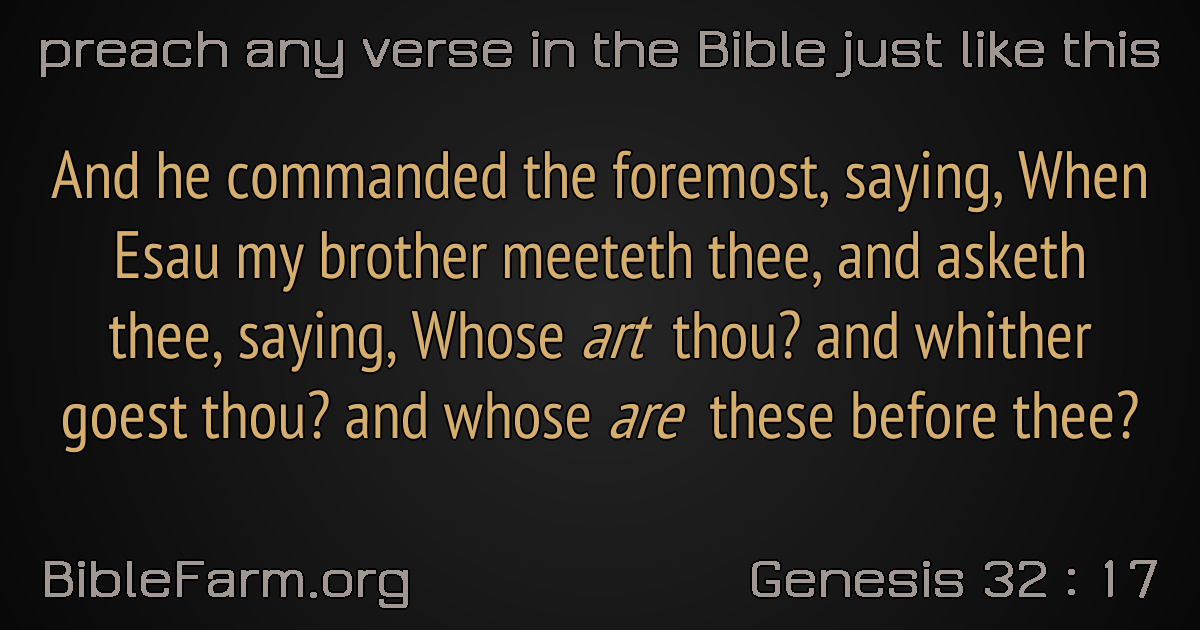 preach any verse in the Bible just like this
And he commanded the foremost, saying, When
Esau my brother meeteth thee, and asketh
thee, saying, Whose art thou? and whither
goest thou? and whose are these before thee?
BibleFarm.org
Genesis 32 : 17